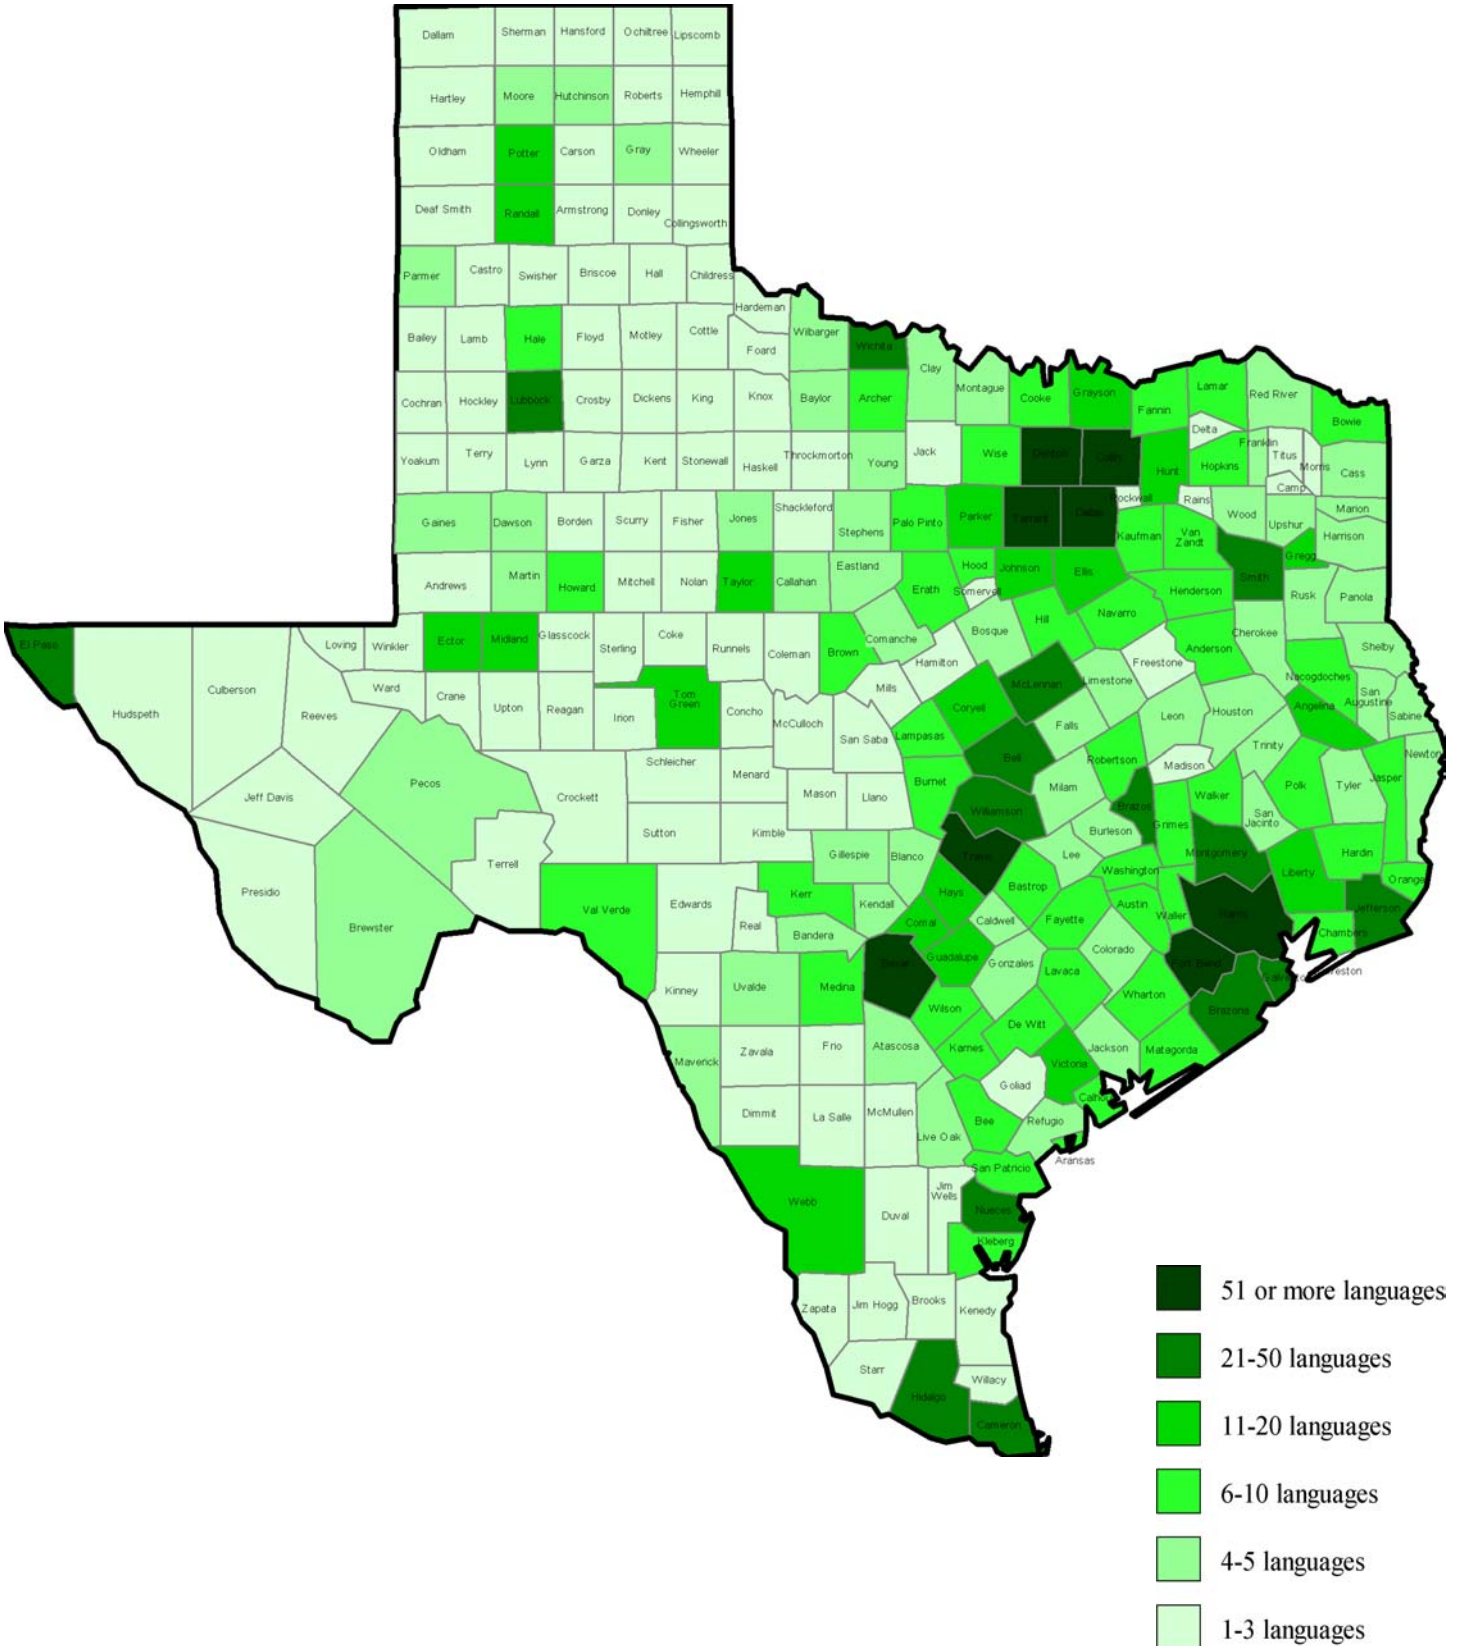 Dallam Sherman Hansford Ochiltree Lipscomb
Hartley Moore Hutchinson Roberts Hemphill
Oldham Potter Carson Gray Wheeler
Deaf Smith Randall Armstrong Donley Collingsworth
Parmer Castro Swisher Briscoe Hall Childress
Hardeman
Bailey Lamb Hale Floyd Motley Cottle Foard Wilbarger Wichita
Clay Montague Cooke Grayson Fannin Lamar Red River Bowie
Cochran Hockley Lubbock Crosby Dickens King Knox Baylor Archer
Delta Franklin Titus Morris Cass
Yoakum Terry Lynn Garza Kent Stonewall Haskell Throckmorton Young Jack Wise Denton Collin Hunt Hopkins
Camp Rockwall Rains Wood Upshur Marion Harrison
Gaines Dawson Borden Scurry Fisher Jones Shackleford Stephens Palo Pinto Parker Tarrant Dallas Kaufman Van
Zandt
Gregg
Andrews Martin Howard Mitchell Nolan Taylor Callahan Eastland Erath Hood Somervell Johnson Ellis Henderson Smith Rusk Panola
Navarro Hill Bosque Comanche Cherokee Anderson Shelby
El Paso Hudspeth Culberson Reeves Loving Winkler Ector Midland Glasscock Sterling Coke Runnels Coleman Brown Hamilton Freestone
Ward Crane Upton Reagan Irion Tom
Green Concho McCulloch Mills San Saba Lampasas Coryell McLennan Limestone Falls Leon Houston Nacogdoches
San
Augustine Sabine Angelina Trinity Newton
Jeff Davis Pecos Crockett Schleicher Menard Mason Llano Burnet Bell Milam Robertson Madison Walker Polk Tyler Jasper
Presidio Brewster Terrell Sutton Kimble Gillespie Blanco Williamson Travis Lee Burleson Brazos Grimes San
Jacinto Montgomery Liberty Hardin Orange
Val Verde Edwards Real Kerr Bandera Kendall Hays Comal Caldwell Bastrop Fayette Washington Austin Waller Harris Jefferson Chambers
Kinney Uvalde Medina Bexar Guadalupe Gonzales Lavaca Colorado Wharton Fort Bend Brazoria Galveston
Maverick Zavala Frio Atascosa Wilson Karnes De Witt Victoria Jackson Matagorda Calhoun
Dimmit La Salle McMullen Live Oak Bee Goliad Refugio Aransas
Webb Duval Jim
Wells San Patricio Nueces Kleberg
Zapata Jim Hogg Brooks Kenedy
Starr Hidalgo Willacy Cameron
51 or more languages
21-50 languages
11-20 languages
6-10 languages
4-5 languages
1-3 languages